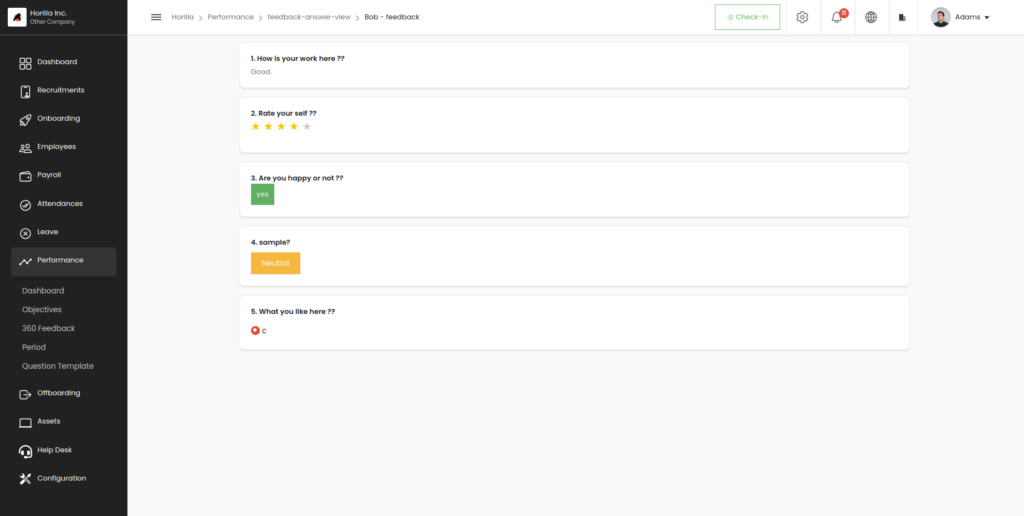 Horilla Inc.
Other Company
Horilla > Performance > feedback-answer-view > Bob - feedback
Check-In
Adams
Dashboard
Recruitments
Onboarding
Employees
Payroll
Attendances
Leave
Performance
Dashboard
Objectives
360 Feedback
Period
Question Template
Offboarding
Assets
Help Desk
Configuration
1. How is your work here ??
Good.
2. Rate your self ??
3. Are you happy or not ??
yes
4. sample?
Neutral
5. What you like here ??
c